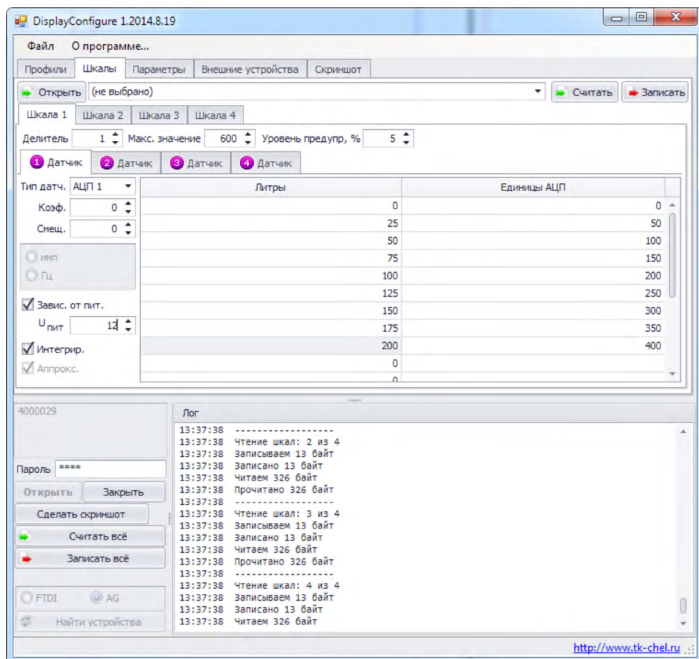 DisplayConfigure 1.2014.8.19
Файл О программе...
Профили Шкалы Параметры Внешние устройства Скриншот
Открыть (не выбрано) Считать Записать
Шкала 1 Шкала 2 Шкала 3 Шкала 4
Делитель 1 Макс. значение 600 Уровень предупр, % 5
1 Датчик 2 Датчик 3 Датчик 4 Датчик
Тип датч. АЦП 1 Литры Единицы АЦП
Коэф. 0
Смещ. 0
имп
Гц
Завис. от пит.
Uпит 12
Интегрир.
Аппрокс.
0 0
25 50
50 100
75 150
100 200
125 250
150 300
175 350
200 400
0
0
4000029
Пароль ****
Открыть Закрыть
Сделать скриншот
Считать всё
Записать всё
FTDI AG
Найти устройства
Лог
13:37:38 ------------------
13:37:38 Чтение шкал: 2 из 4
13:37:38 Записываем 13 байт
13:37:38 Записано 13 байт
13:37:38 Читаем 326 байт
13:37:38 Прочитано 326 байт
13:37:38 ------------------
13:37:38 Чтение шкал: 3 из 4
13:37:38 Записываем 13 байт
13:37:38 Записано 13 байт
13:37:38 Читаем 326 байт
13:37:38 Прочитано 326 байт
13:37:38 ------------------
13:37:38 Чтение шкал: 4 из 4
13:37:38 Записываем 13 байт
13:37:38 Записано 13 байт
13:37:38 Читаем 326 байт
http://www.tk-chel.ru